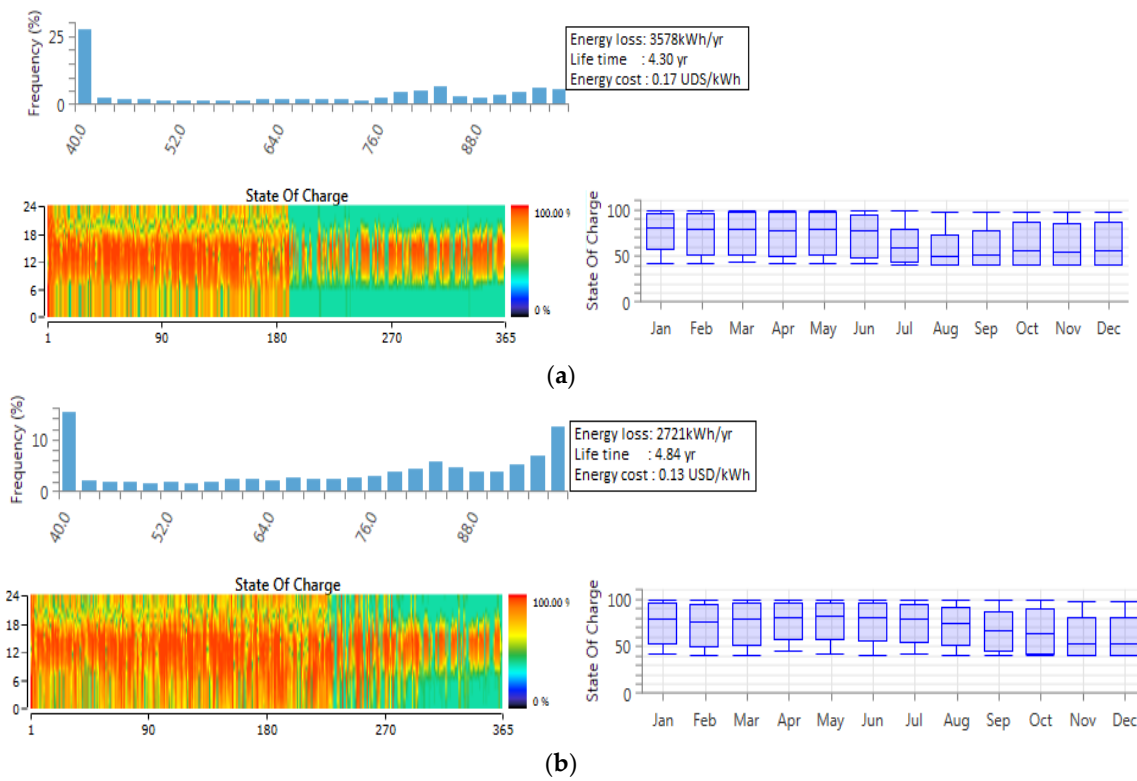 Frequency (%)
25
0
40.0
52.0
64.0
76.0
88.0
Energy loss: 3578kWh/yr
Life time : 4.30 yr
Energy cost : 0.17 UDS/kWh
State Of Charge
24
18
12
6
0
1
90
180
270
365
100.00 %
0 %
State Of Charge
100
50
0
Jan Feb Mar Apr May Jun Jul Aug Sep Oct Nov Dec
(a)
Frequency (%)
10
0
40.0
52.0
64.0
76.0
88.0
Energy loss: 2721kWh/yr
Life tine : 4.84 yr
Energy cost : 0.13 USD/kWh
State Of Charge
24
18
12
6
0
1
90
180
270
365
100.00 %
0 %
State Of Charge
100
50
0
Jan Feb Mar Apr May Jun Jul Aug Sep Oct Nov Dec
(b)